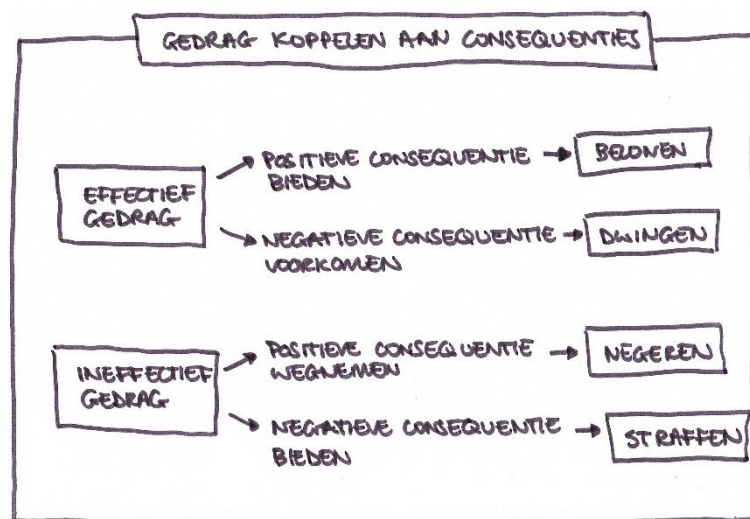 GEDRAG KOPPELEN AAN CONSEQUENTIES
EFFECTIEF
GEDRAG
POSITIEVE CONSEQUENTIE
BIEDEN
BELONEN
NEGATIEVE CONSEQUENTIE
VOORKOMEN
DWINGEN
INEFFECTIEF
GEDRAG
POSITIEVE CONSEQUENTIE
WEGNEMEN
NEGEREN
NEGATIEVE CONSEQUENTIE
BIEDEN
STRAFFEN